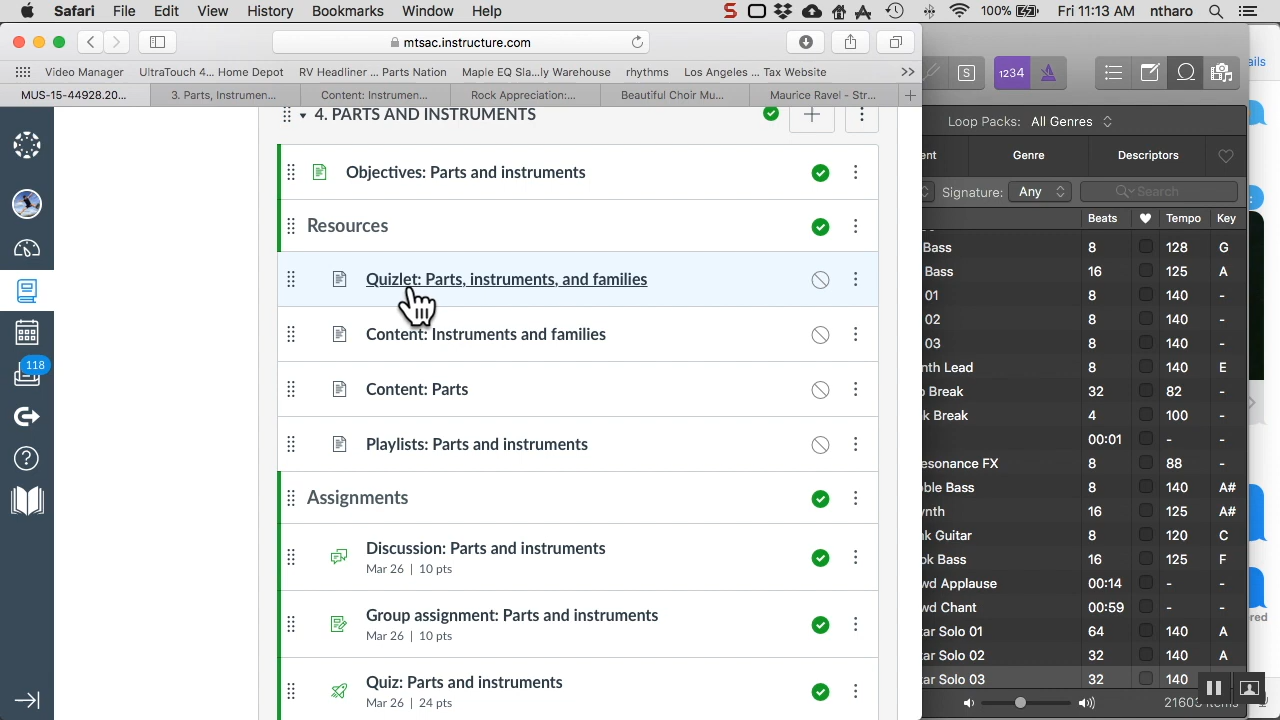 Safari File Edit View History Bookmarks Window Help 100% Fri 11:13 AM ntharo
mtsac.instructure.com
Video Manager UltraTouch 4... Home Depot RV Headliner ... Parts Nation Maple EQ Sla...ly Warehouse rhythms Los Angeles ... Tax Website
MUS-15-44928.20... 3. Parts, Instrumen... Content: Instrumen... Rock Appreciation:... Beautiful Choir Mu... Maurice Ravel - Str...
4. PARTS AND INSTRUMENTS
Objectives: Parts and instruments
Resources
Quizlet: Parts, instruments, and families
Content: Instruments and families
Content: Parts
Playlists: Parts and instruments
Assignments
Discussion: Parts and instruments
Mar 26 | 10 pts
Group assignment: Parts and instruments
Mar 26 | 10 pts
Quiz: Parts and instruments
Mar 26 | 24 pts
118
S 1234
ails
Loop Packs: All Genres
ent Genre Descriptors
Signature: Any Search
Beats Tempo Key
Bass 8 128 G
Bass 16 125 A
01 8 140 -
02 8 140 -
03 8 140 -
nth Lead 8 140 E
o Break 32 82 -
k Break 4 100 -
00:01 - -
esonance FX 8 88 -
ble Bass 8 140 A#
ynth 16 125 A#
nk Guitar 8 120 C
ok Bass 16 125 F
wd Applause 00:14 - -
wd Chant 00:59 - -
ar Solo 01 64 140 A
ar Solo 02 32 140 A
ar Solo 03 32 140
red